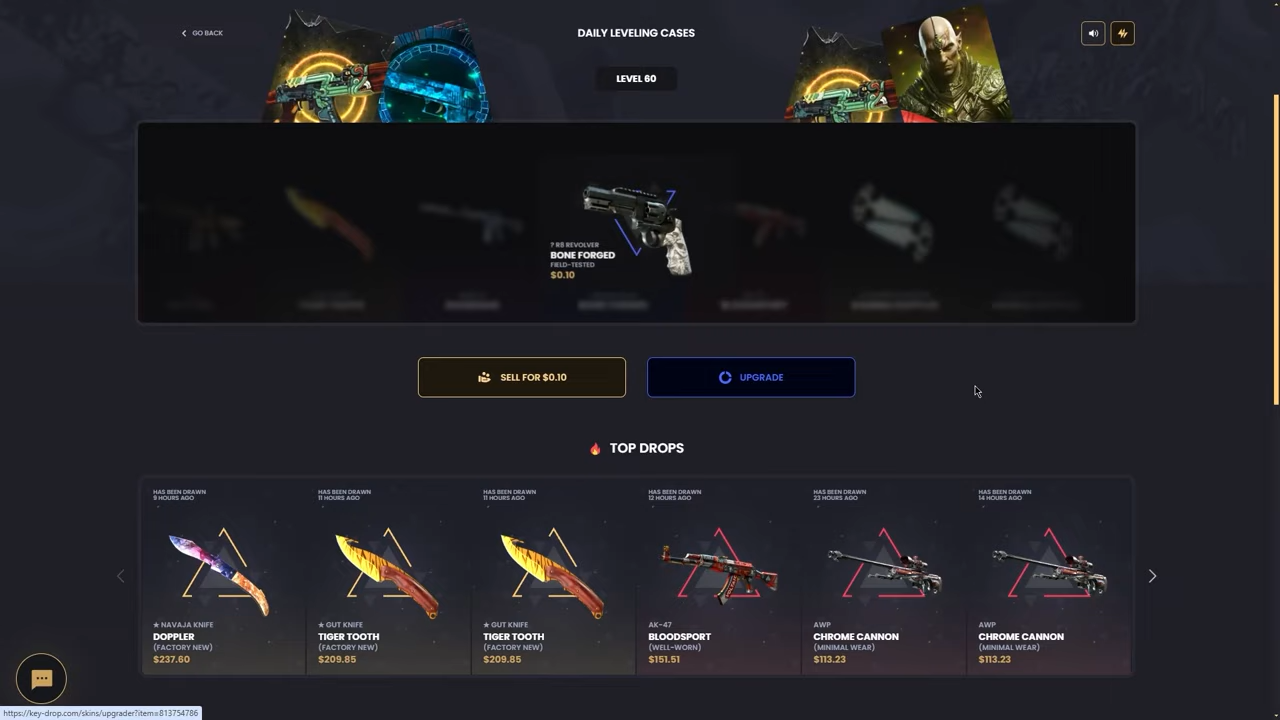 GO BACK
DAILY LEVELING CASES
LEVEL 60
? R8 REVOLVER
BONE FORGED
FIELD-TESTED
$0.10
SELL FOR $0.10
UPGRADE
TOP DROPS
HAS BEEN DRAWN
9 HOURS AGO
★ NAVAJA KNIFE
DOPPLER
(FACTORY NEW)
$237.60
HAS BEEN DRAWN
11 HOURS AGO
★ GUT KNIFE
TIGER TOOTH
(FACTORY NEW)
$209.85
HAS BEEN DRAWN
11 HOURS AGO
★ GUT KNIFE
TIGER TOOTH
(FACTORY NEW)
$209.85
HAS BEEN DRAWN
12 HOURS AGO
AK-47
BLOODSPORT
(WELL-WORN)
$151.51
HAS BEEN DRAWN
23 HOURS AGO
AWP
CHROME CANNON
(MINIMAL WEAR)
$113.23
HAS BEEN DRAWN
14 HOURS AGO
AWP
CHROME CANNON
(MINIMAL WEAR)
$113.23
https://key-drop.com/skins/upgrader?item=813754786